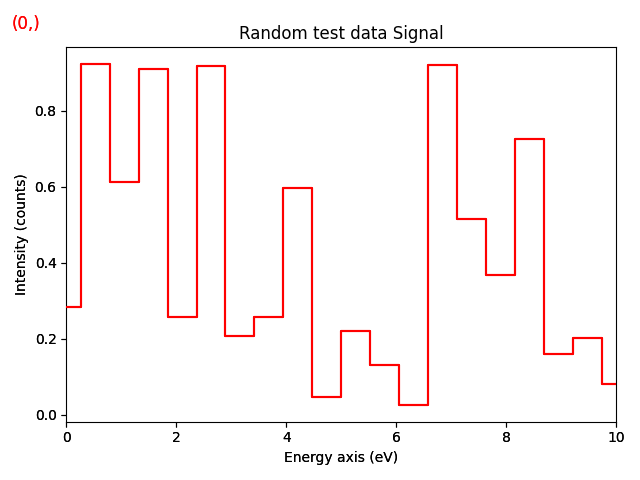 (0,)
Random test data Signal
Intensity (counts)
0.8
0.6
0.4
0.2
0.0
0 2 4 6 8 10
Energy axis (eV)